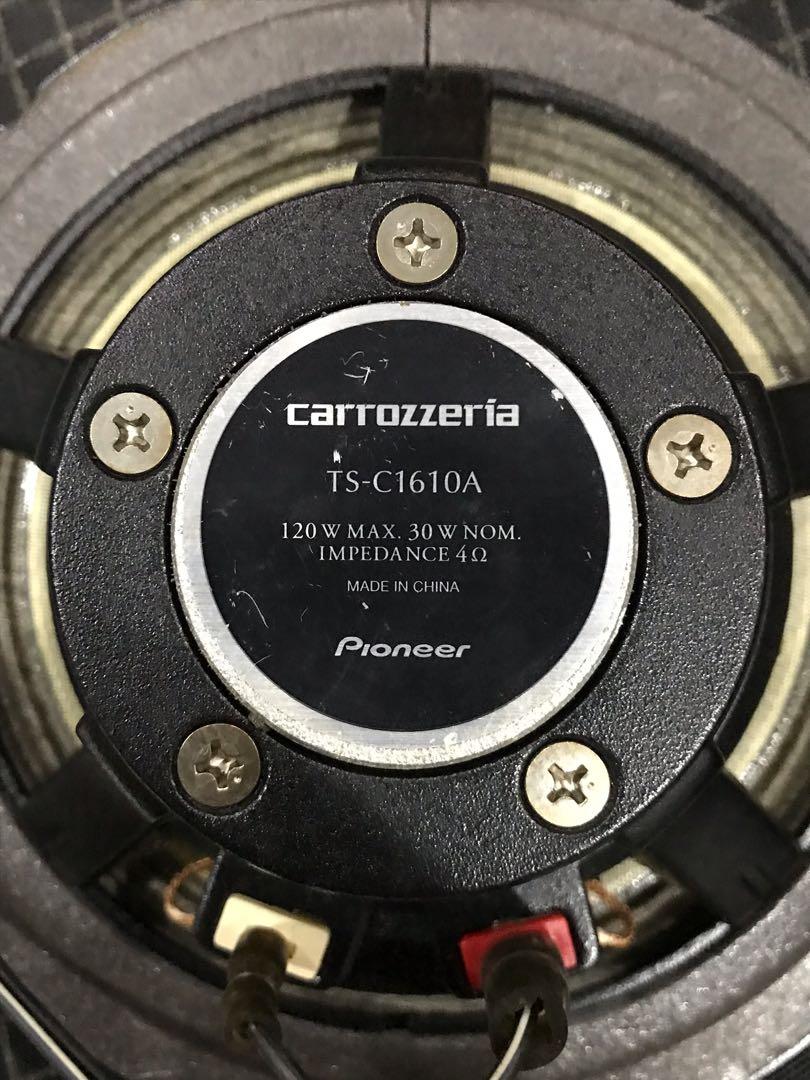 carrozzeria
TS-C1610A
120 W MAX. 30 W NOM.
IMPEDANCE 4Ω
MADE IN CHINA
Pioneer